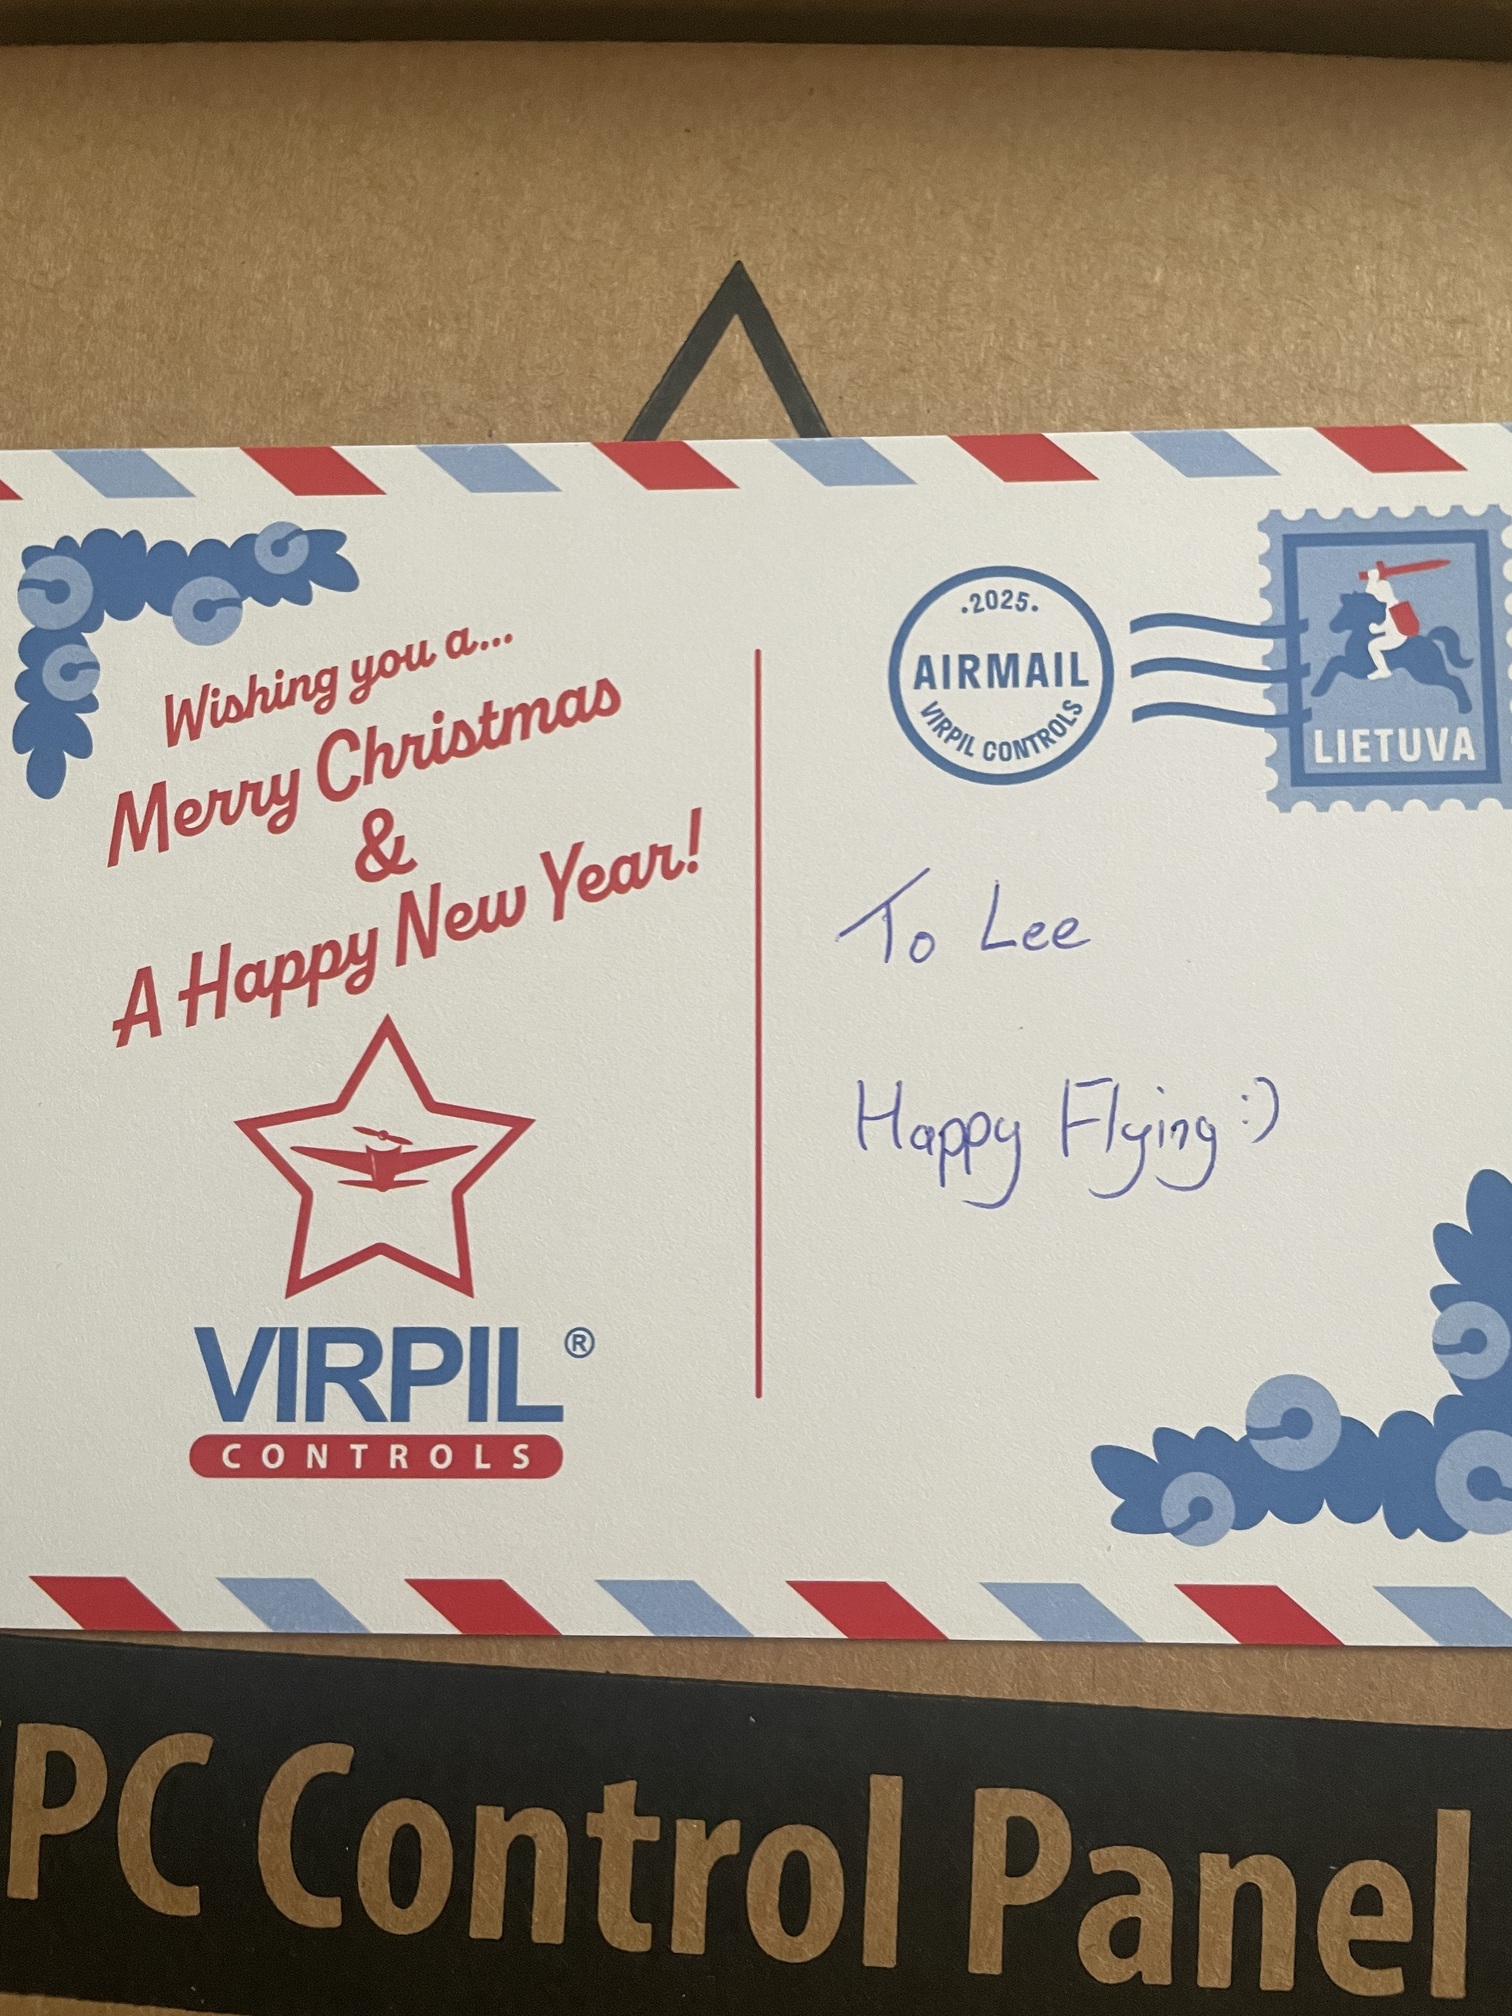 Wishing you a...
Merry Christmas
&
A Happy New Year!
VIRPIL®
CONTROLS
.2025.
AIRMAIL
VIRPIL CONTROLS
LIETUVA
To Lee
Happy Flying :)
PC Control Panel